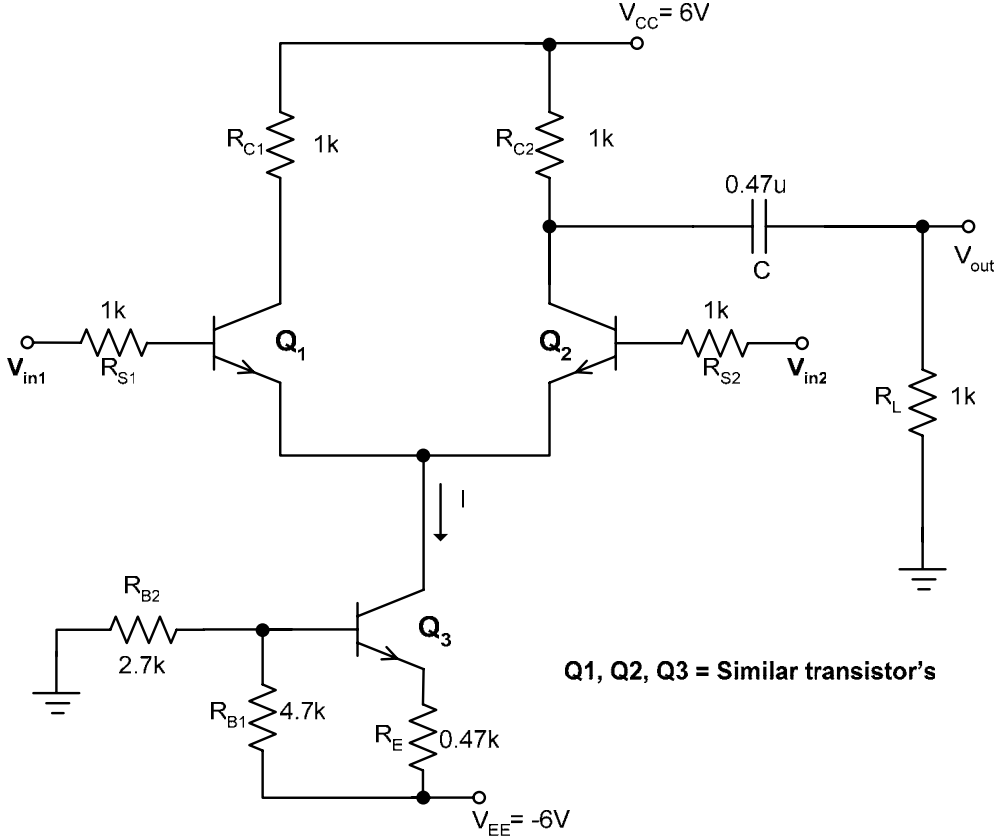 VCC= 6V
RC1
1k
RC2
1k
0.47u
C
Vout
1k
RS1
Vin1
Q1
Q2
1k
RS2
Vin2
RL
1k
I
RB2
2.7k
Q3
RB1
4.7k
RE
0.47k
VEE= -6V
Q1, Q2, Q3 = Similar transistor's